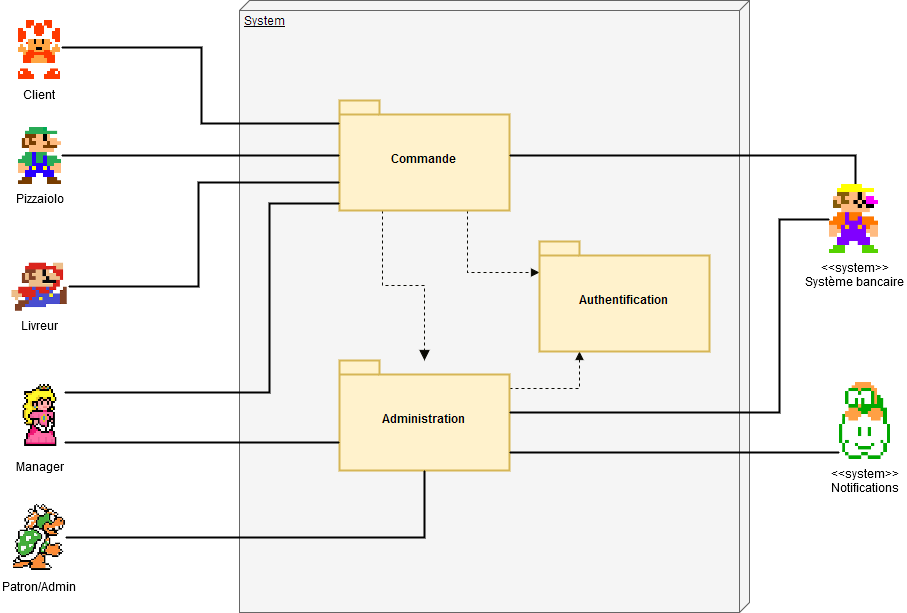 System
Client
Commande
Pizzaiolo
<<system>>
Système bancaire
Authentification
Livreur
Administration
Manager
<<system>>
Notifications
Patron/Admin